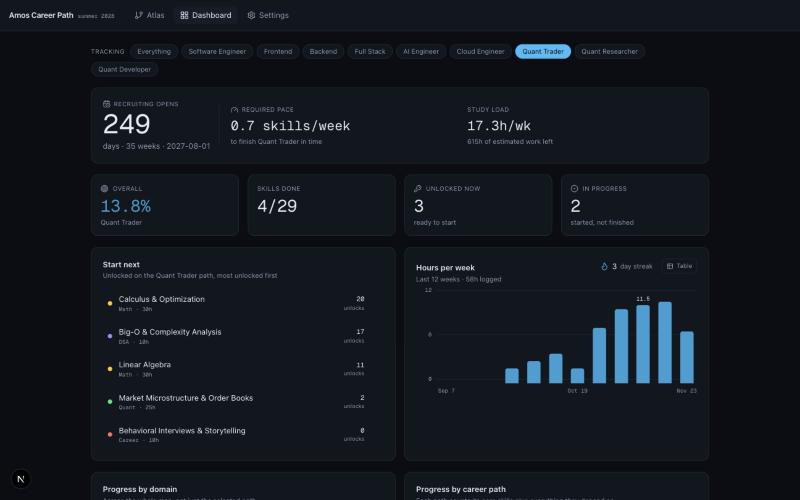 Amos Career Path summer 2028
Atlas
Dashboard
Settings
TRACKING
Everything
Software Engineer
Frontend
Backend
Full Stack
AI Engineer
Cloud Engineer
Quant Trader
Quant Researcher
Quant Developer
RECRUITING OPENS
249
days · 35 weeks · 2027-08-01
REQUIRED PACE
0.7 skills/week
to finish Quant Trader in time
STUDY LOAD
17.3h/wk
615h of estimated work left
OVERALL
13.8%
Quant Trader
SKILLS DONE
4/29
UNLOCKED NOW
3
ready to start
IN PROGRESS
2
started, not finished
Start next
Unlocked on the Quant Trader path, most unlocked first
Calculus & Optimization
Math · 30h
20
unlocks
Big-O & Complexity Analysis
DSA · 10h
17
unlocks
Linear Algebra
Math · 30h
11
unlocks
Market Microstructure & Order Books
Quant · 25h
2
unlocks
Behavioral Interviews & Storytelling
Career · 10h
0
unlocks
Hours per week
Last 12 weeks · 58h logged
3 day streak
Table
12
6
0
11.5
Sep 7
Oct 19
Nov 23
Progress by domain
Progress by career path
N